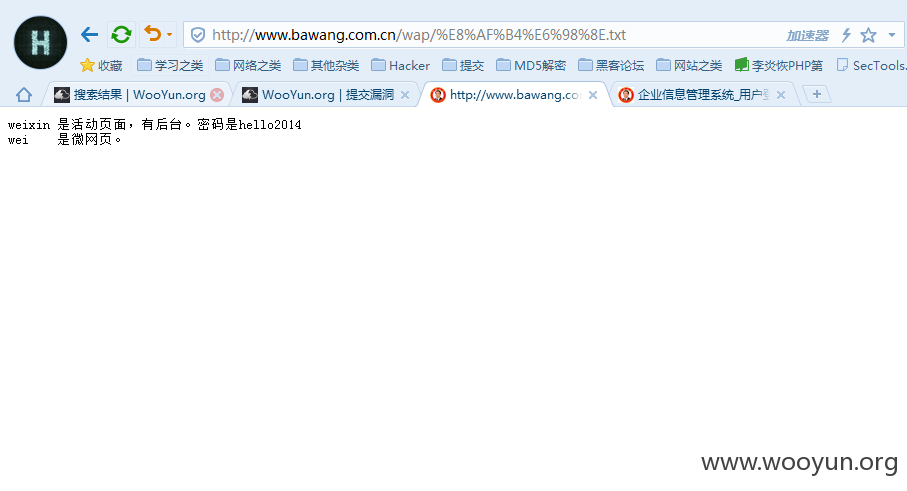 H
http://www.bawang.com.cn/wap/%E8%AF%B4%E6%98%8E.txt 加速器
收藏 学习之类 网络之类 其他杂类 Hacker 提交 MD5解密 黑客论坛 网站之类 李炎恢PHP第 SecTools.
搜索结果 | WooYun.org WooYun.org | 提交漏洞 http://www.bawang.co 企业信息管理系统_用户
weixin 是活动页面，有后台。密码是hello2014
wei 是微网页。
www.wooyun.org